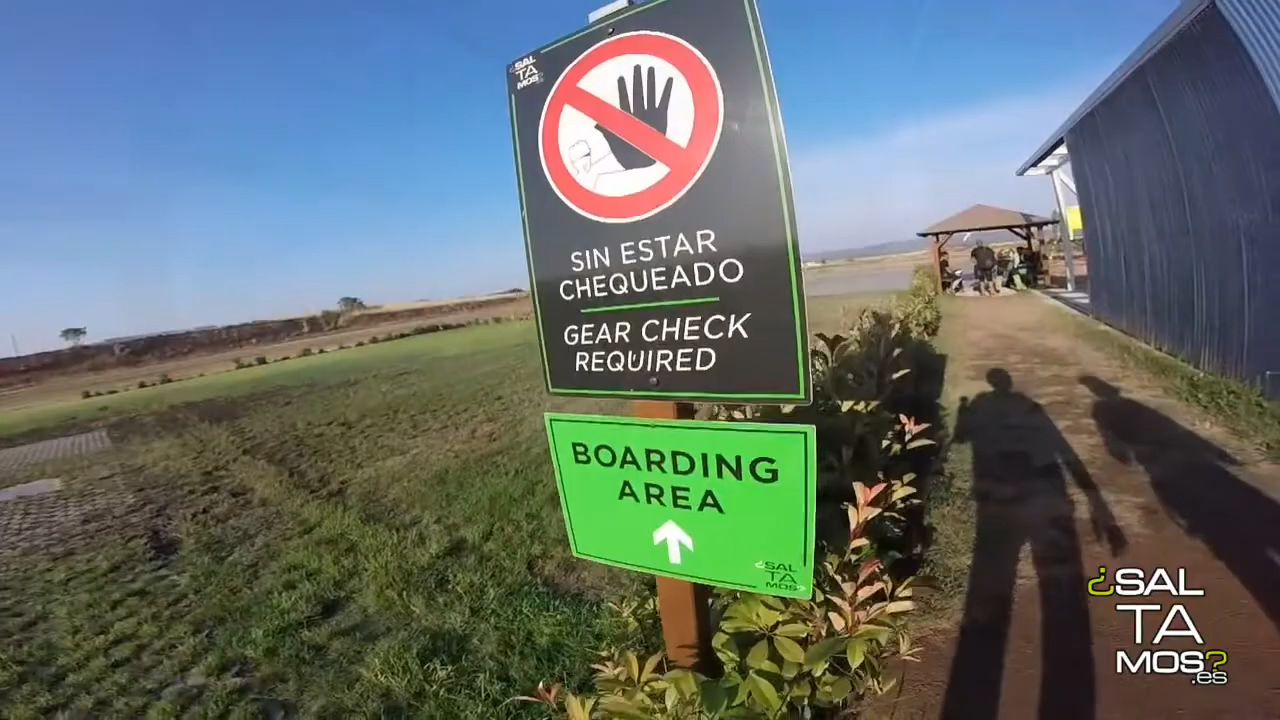 ¿SAL
TA
MOS?
SIN ESTAR
CHEQUEADO
GEAR CHECK
REQUIRED
BOARDING
AREA
¿SAL
TA
MOS?
¿SAL
TA
MOS?
.es